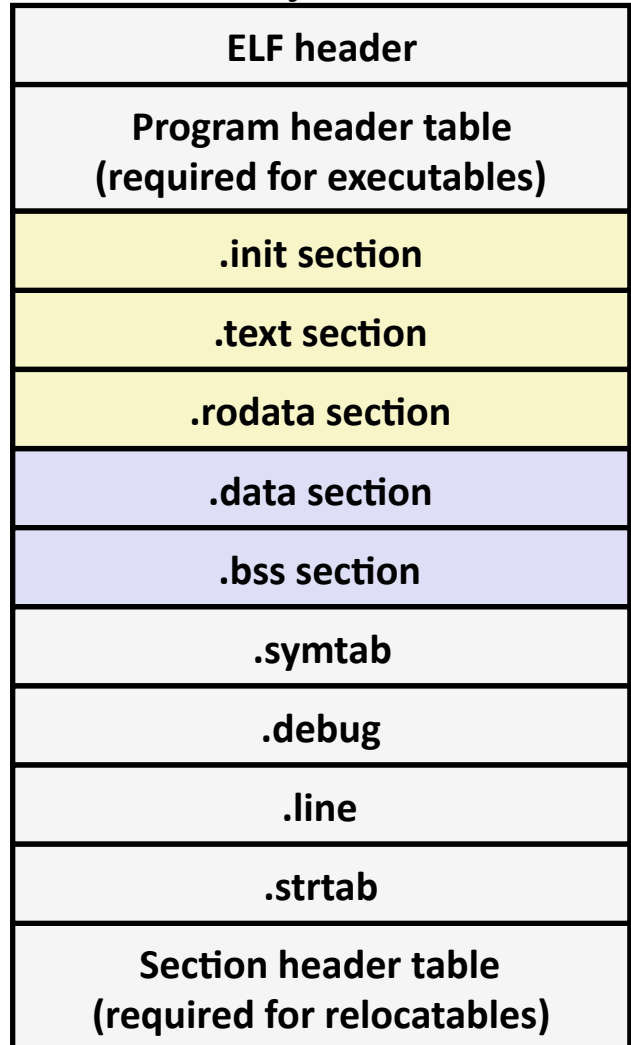 ELF header
Program header table
(required for executables)
.init section
.text section
.rodata section
.data section
.bss section
.symtab
.debug
.line
.strtab
Section header table
(required for relocatables)